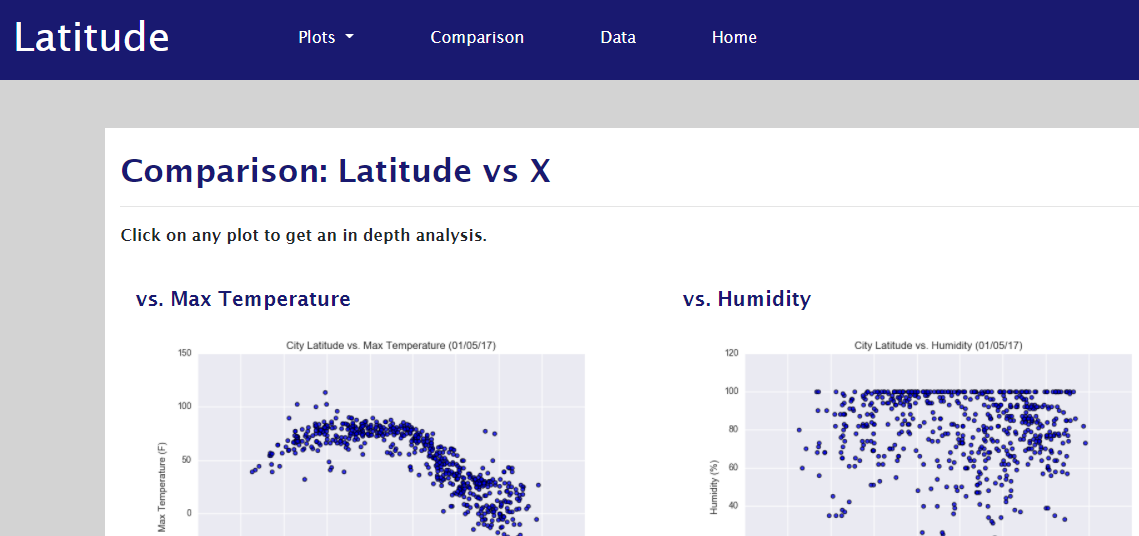 Latitude
Plots
Comparison
Data
Home
Comparison: Latitude vs X
Click on any plot to get an in depth analysis.
vs. Max Temperature
vs. Humidity
City Latitude vs. Max Temperature (01/05/17)
150
100
50
0
Max Temperature (F)
City Latitude vs. Humidity (01/05/17)
120
100
80
60
40
Humidity (%)